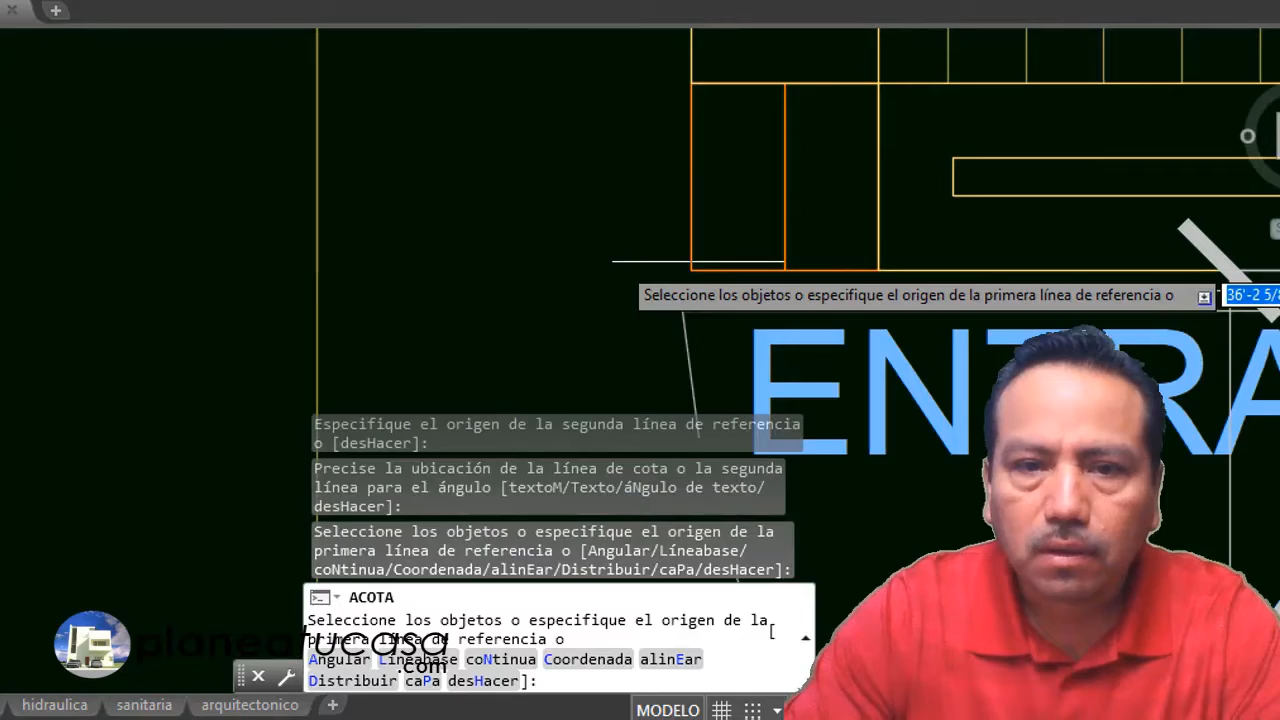 Seleccione los objetos o especifique el origen de la primera línea de referencia o
36'-2 5/8
ENTRA
Especifique el origen de la segunda línea de referencia
o [desHacer]:
Precise la ubicación de la línea de cota o la segunda
línea para el ángulo [textoM/Texto/áNgulo de texto/
desHacer]:
Seleccione los objetos o especifique el origen de la
primera línea de referencia o [Angular/Líneabase/
coNtinua/Coordenada/alinEar/Distribuir/caPa/desHacer]:
ACOTA
Seleccione los objetos o especifique el origen de la
primera línea de referencia o [
Angular Líneabase coNtinua Coordenada alinEar
Distribuir caPa desHacer]:
planeatucasa
.com
hidraulica sanitaria arquitectonico
MODELO